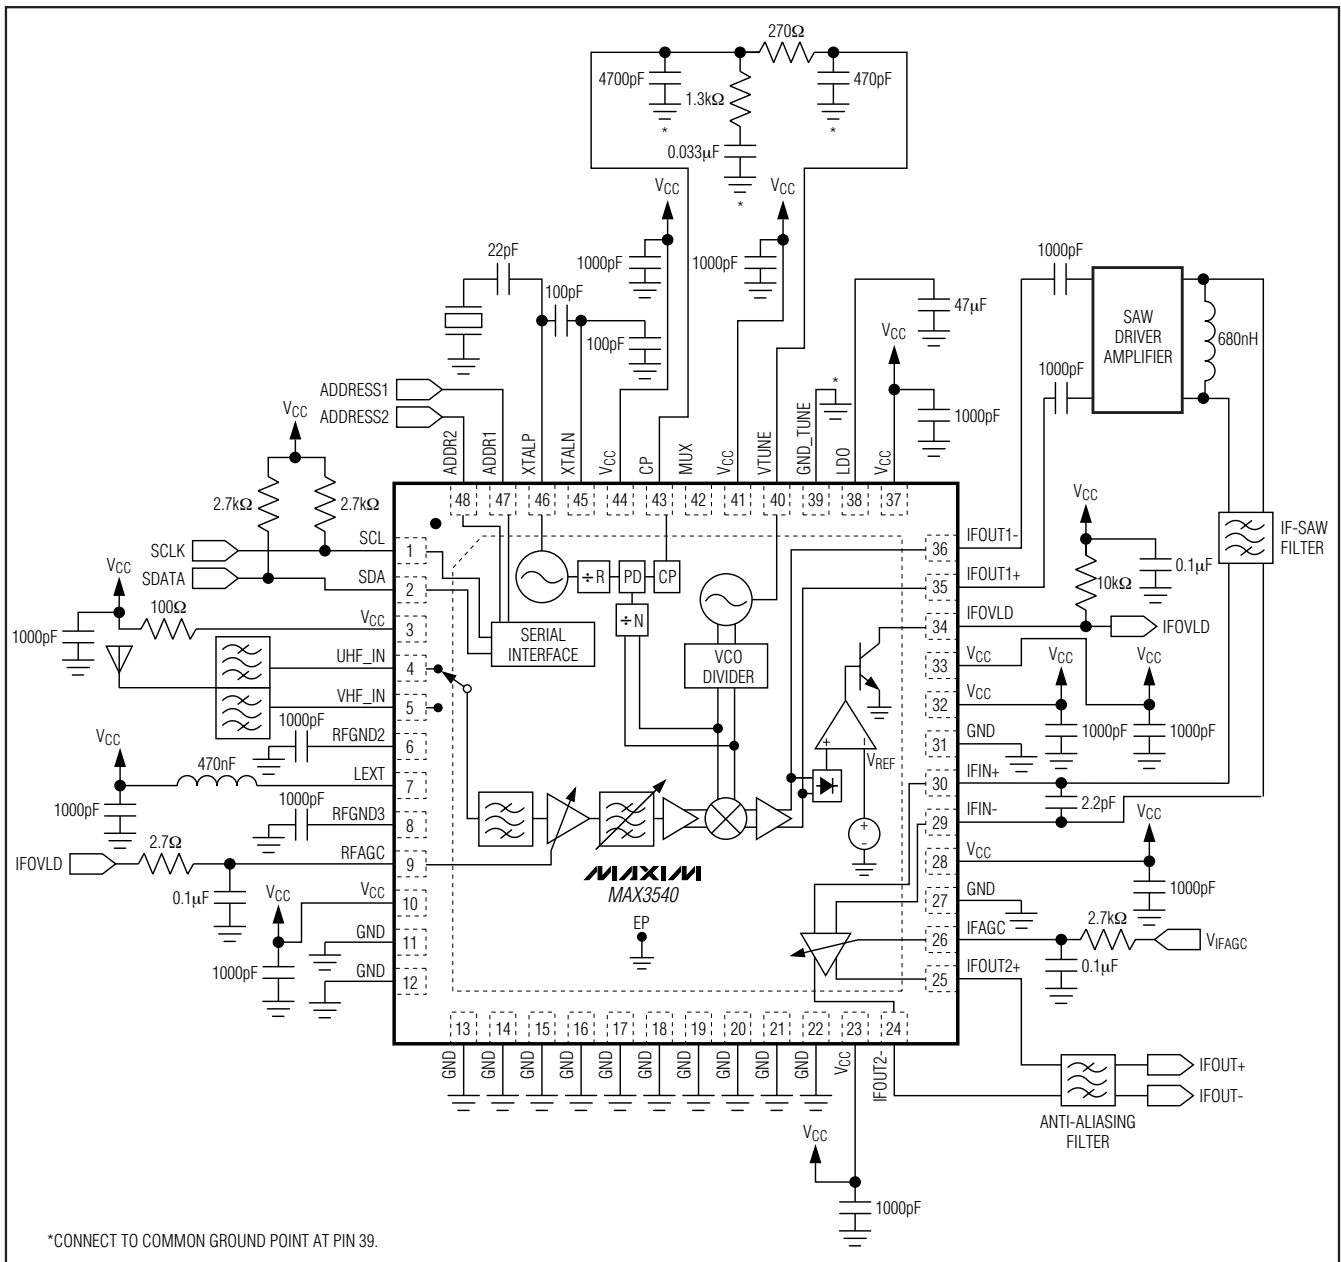 270Ω
4700pF
1.3kΩ
470pF
*
*
0.033μF
*
VCC
VCC
22pF
1000pF
1000pF
1000pF
100pF
47μF
SAW
DRIVER
AMPLIFIER
680nH
100pF
VCC
1000pF
1000pF
ADDRESS1
ADDRESS2
*
VCC
ADDR2
ADDR1
XTALP
XTALN
VCC
CP
MUX
VCC
VTUNE
GND_TUNE
LDO
VCC
48
47
46
45
44
43
42
41
40
39
38
37
2.7kΩ
2.7kΩ
SCLK
SCL
1
SDATA
SDA
2
VCC
100Ω
VCC
3
1000pF
UHF_IN
4
VHF_IN
5
1000pF
RFGND2
6
VCC
470nF
LEXT
7
1000pF
1000pF
RFGND3
8
2.7Ω
IFOVLD
RFAGC
9
0.1μF
VCC
VCC
10
GND
11
1000pF
GND
12
÷R
PD
CP
÷N
SERIAL
INTERFACE
VCO
DIVIDER
+
−
VREF
+
-
MAXIM
MAX3540
EP
36
IFOUT1-
35
IFOUT1+
34
IFOVLD
33
VCC
32
VCC
31
GND
30
IFIN+
29
IFIN-
28
VCC
27
GND
26
IFAGC
25
IFOUT2+
VCC
10kΩ
0.1μF
IFOVLD
IF-SAW
FILTER
VCC
VCC
1000pF
1000pF
2.2pF
VCC
1000pF
2.7kΩ
VIFAGC
0.1μF
13
14
15
16
17
18
19
20
21
22
23
24
GND
GND
GND
GND
GND
GND
GND
GND
GND
GND
VCC
IFOUT2-
IFOUT+
IFOUT-
ANTI-ALIASING
FILTER
VCC
1000pF
*CONNECT TO COMMON GROUND POINT AT PIN 39.